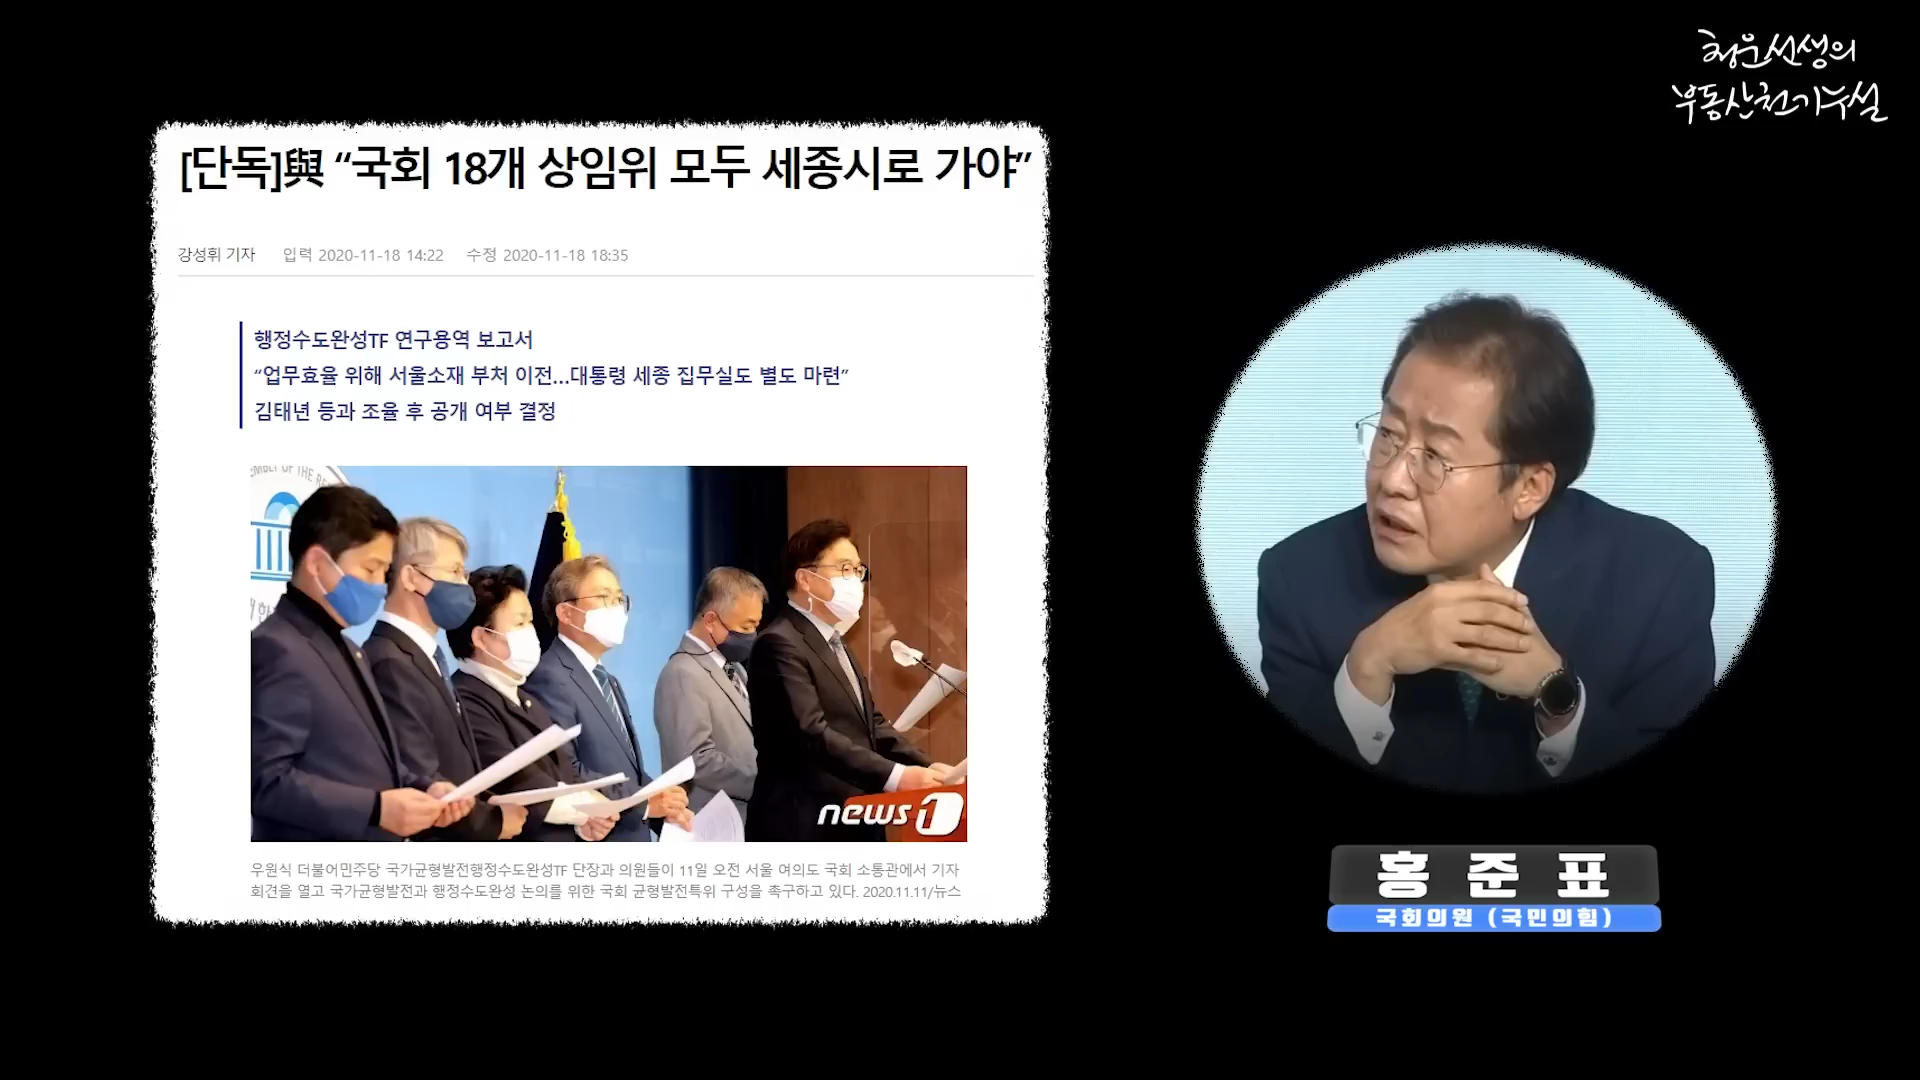 청운선생의
부동산천기누설
[단독]與 “국회 18개 상임위 모두 세종시로 가야”
강성휘 기자 입력 2020-11-18 14:22 수정 2020-11-18 18:35
행정수도완성TF 연구용역 보고서
“업무효율 위해 서울소재 부처 이전…대통령 세종 집무실도 별도 마련”
김태년 등과 조율 후 공개 여부 결정
news1
우원식 더불어민주당 국가균형발전행정수도완성TF 단장과 의원들이 11일 오전 서울 여의도 국회 소통관에서 기자
회견을 열고 국가균형발전과 행정수도완성 논의를 위한 국회 균형발전특위 구성을 촉구하고 있다. 2020.11.11/뉴스
홍준표
국회의원 (국민의힘)